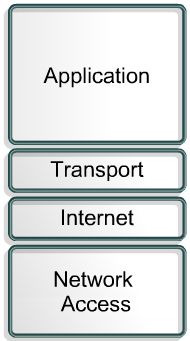 Application
Transport
Internet
Network
Access